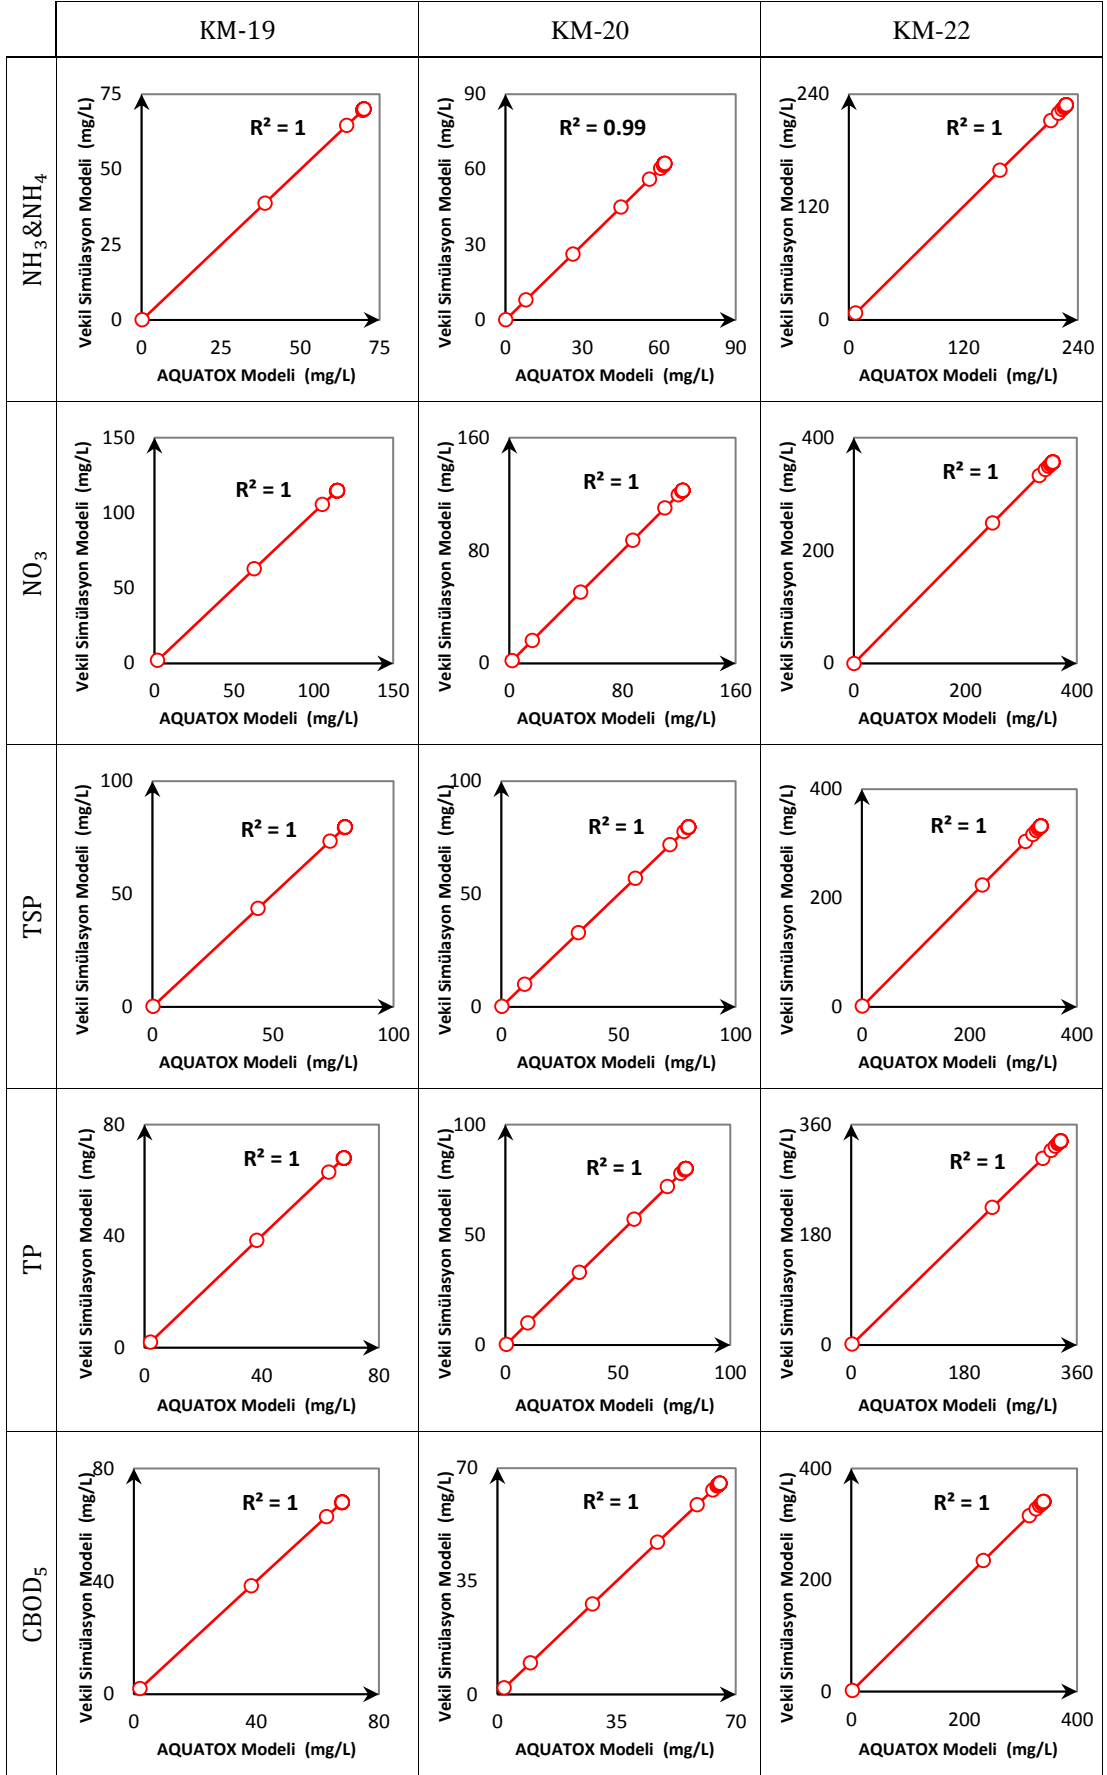 KM-19 KM-20 KM-22
NH₃&NH₄
Vekil Simülasyon Modeli (mg/L)
75
50
25
0
R² = 1
0 25 50 75
AQUATOX Modeli (mg/L)
Vekil Simülasyon Modeli (mg/L)
90
60
30
0
R² = 0.99
0 30 60 90
AQUATOX Modeli (mg/L)
Vekil Simülasyon Modeli (mg/L)
240
120
0
R² = 1
0 120 240
AQUATOX Modeli (mg/L)
NO₃
Vekil Simülasyon Modeli (mg/L)
150
100
50
0
R² = 1
0 50 100 150
AQUATOX Modeli (mg/L)
Vekil Simülasyon Modeli (mg/L)
160
80
0
R² = 1
0 80 160
AQUATOX Modeli (mg/L)
Vekil Simülasyon Modeli (mg/L)
400
200
0
R² = 1
0 200 400
AQUATOX Modeli (mg/L)
TSP
Vekil Simülasyon Modeli (mg/L)
100
50
0
R² = 1
0 50 100
AQUATOX Modeli (mg/L)
Vekil Simülasyon Modeli (mg/L)
100
50
0
R² = 1
0 50 100
AQUATOX Modeli (mg/L)
Vekil Simülasyon Modeli (mg/L)
400
200
0
R² = 1
0 200 400
AQUATOX Modeli (mg/L)
TP
Vekil Simülasyon Modeli (mg/L)
80
40
0
R² = 1
0 40 80
AQUATOX Modeli (mg/L)
Vekil Simülasyon Modeli (mg/L)
100
50
0
R² = 1
0 50 100
AQUATOX Modeli (mg/L)
Vekil Simülasyon Modeli (mg/L)
360
180
0
R² = 1
0 180 360
AQUATOX Modeli (mg/L)
CBOD₅
Vekil Simülasyon Modeli (mg/L)
80
40
0
R² = 1
0 40 80
AQUATOX Modeli (mg/L)
Vekil Simülasyon Modeli (mg/L)
70
35
0
R² = 1
0 35 70
AQUATOX Modeli (mg/L)
Vekil Simülasyon Modeli (mg/L)
400
200
0
R² = 1
0 200 400
AQUATOX Modeli (mg/L)